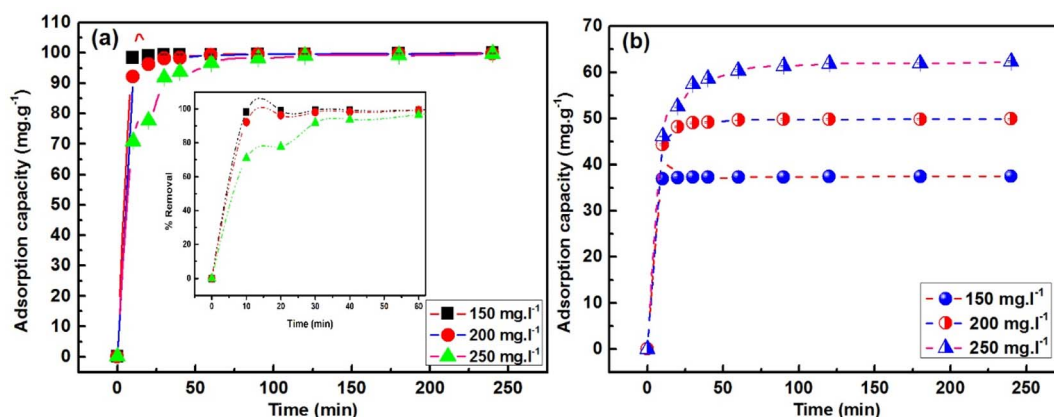 (a)
Adsorption capacity (mg.g⁻¹)
110
100
90
80
70
60
50
40
30
20
10
0
0 50 100 150 200 250
Time (min)
% Removal
100
80
60
40
20
0
0 10 20 30 40 50 60
Time (min)
150 mg.l⁻¹
200 mg.l⁻¹
250 mg.l⁻¹
(b)
Adsorption capacity (mg.g⁻¹)
70
60
50
40
30
20
10
0
0 50 100 150 200 250
Time (min)
150 mg.l⁻¹
200 mg.l⁻¹
250 mg.l⁻¹